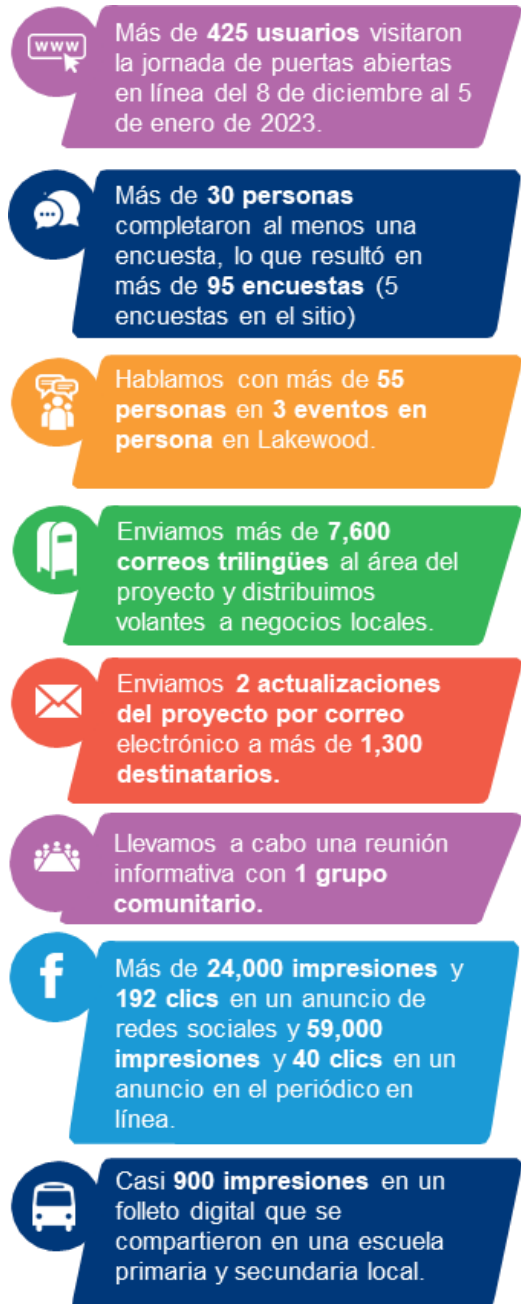 www
Más de 425 usuarios visitaron
la jornada de puertas abiertas
en línea del 8 de diciembre al 5
de enero de 2023.
Más de 30 personas
completaron al menos una
encuesta, lo que resultó en
más de 95 encuestas (5
encuestas en el sitio)
Hablamos con más de 55
personas en 3 eventos en
persona en Lakewood.
Enviamos más de 7,600
correos trilingües al área del
proyecto y distribuimos
volantes a negocios locales.
Enviamos 2 actualizaciones
del proyecto por correo
electrónico a más de 1,300
destinatarios.
Llevamos a cabo una reunión
informativa con 1 grupo
comunitario.
f
Más de 24,000 impresiones y
192 clics en un anuncio de
redes sociales y 59,000
impresiones y 40 clics en un
anuncio en el periódico en
línea.
Casi 900 impresiones en un
folleto digital que se
compartieron en una escuela
primaria y secundaria local.